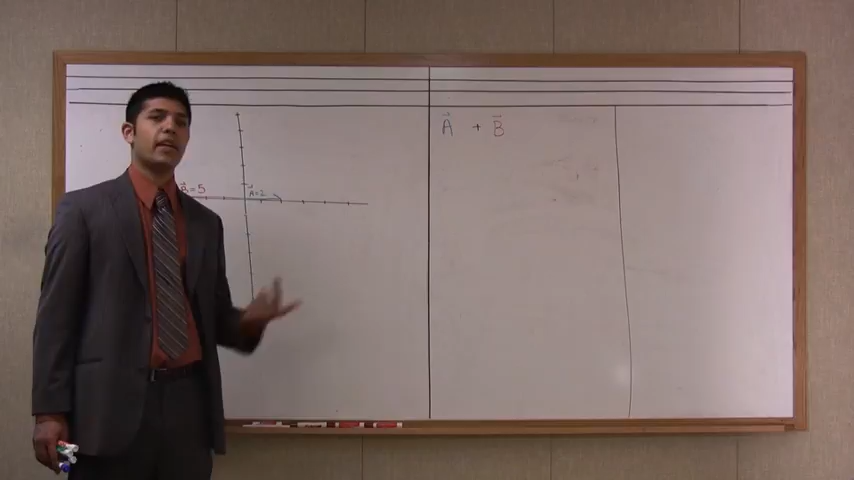 A⃗ + B⃗
B⃗ = 5
A⃗ = 2